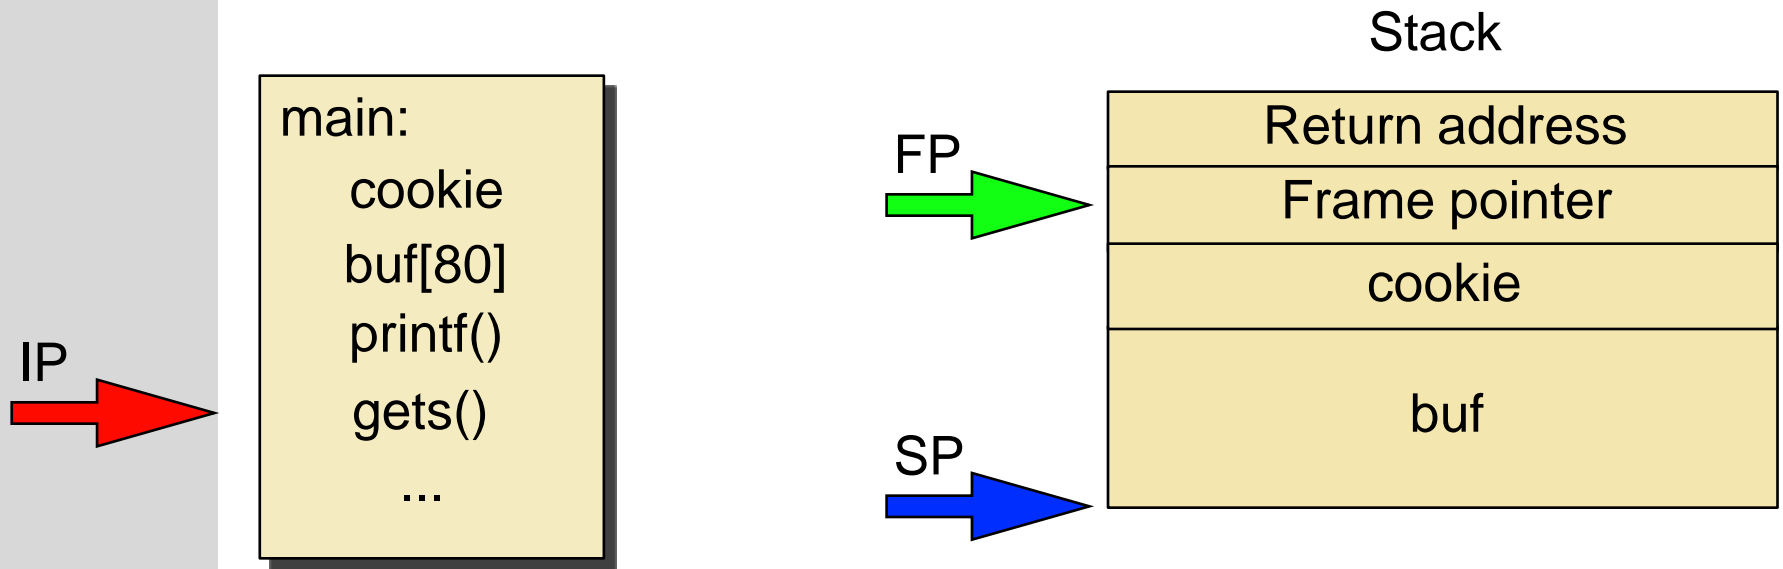 IP
main:
cookie
buf[80]
printf()
gets()
...
FP
SP
Stack
Return address
Frame pointer
cookie
buf